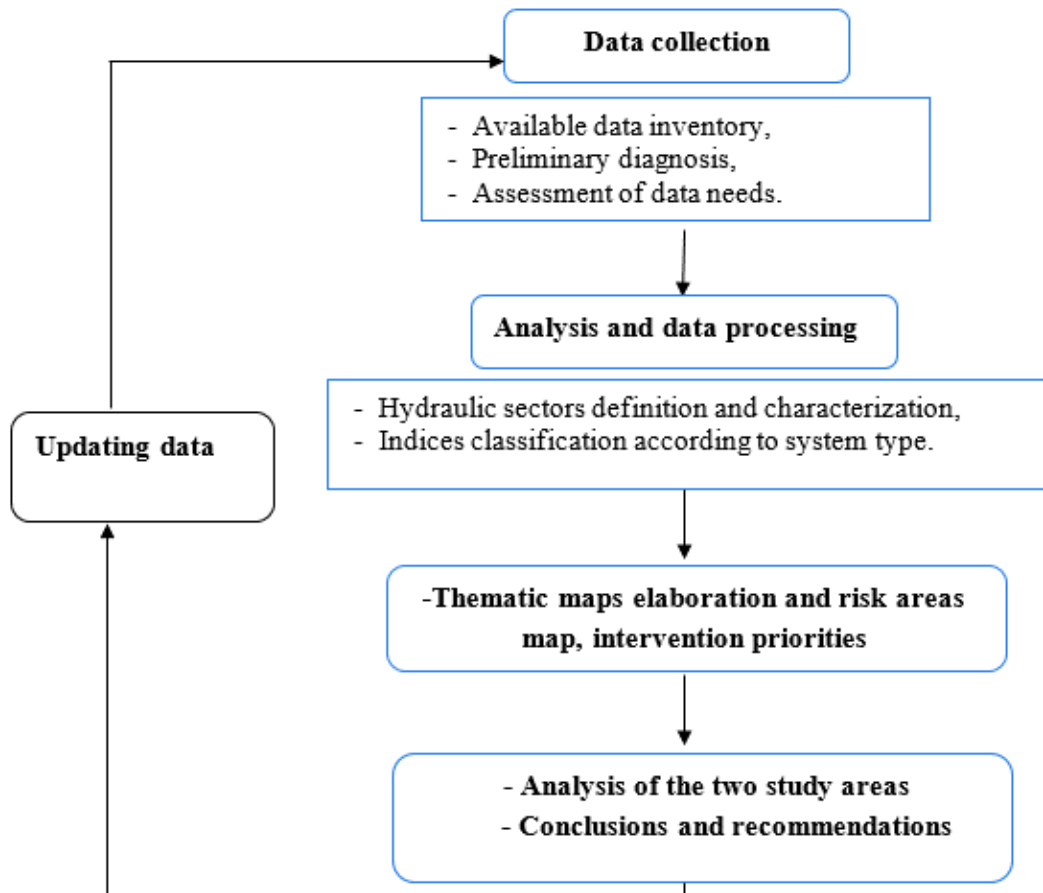 Data collection
- Available data inventory,
- Preliminary diagnosis,
- Assessment of data needs.
Analysis and data processing
- Hydraulic sectors definition and characterization,
- Indices classification according to system type.
Updating data
-Thematic maps elaboration and risk areas
map, intervention priorities
- Analysis of the two study areas
- Conclusions and recommendations